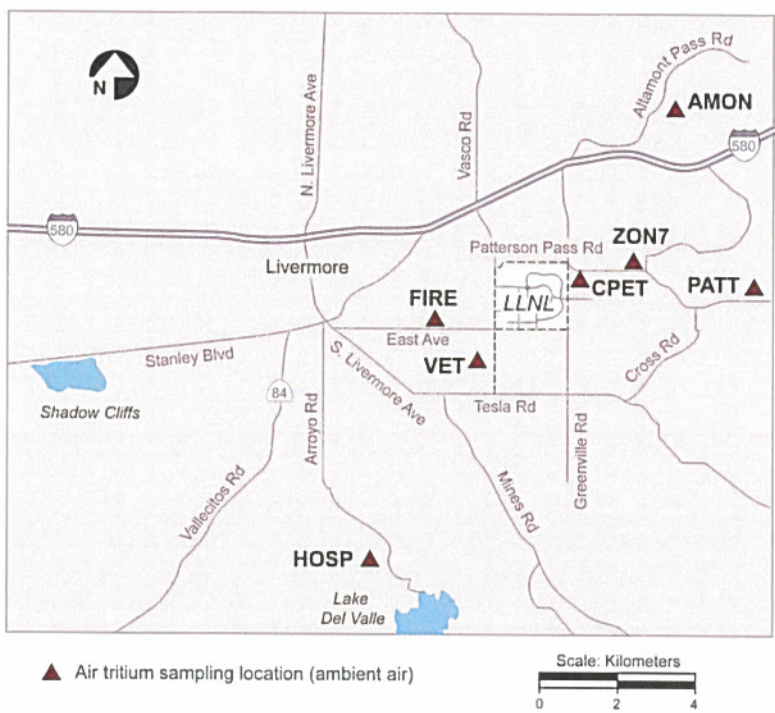 Altamont Pass Rd
AMON
N
N. Livermore Ave
Vasco Rd
580
580
Patterson Pass Rd
ZON7
Livermore
CPET
PATT
FIRE
LLNL
East Ave
Stanley Blvd
VET
S. Livermore Ave
Cross Rd
Shadow Cliffs
84
Arroyo Rd
Tesla Rd
Greenville Rd
Vallecitos Rd
Mines Rd
HOSP
Lake
Del Valle
Air tritium sampling location (ambient air)
Scale: Kilometers
0 2 4